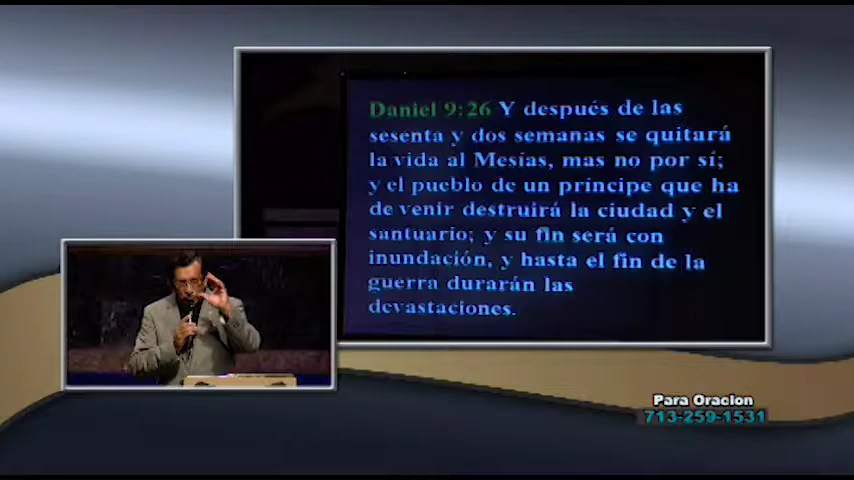 Daniel 9:26 Y después de las
sesenta y dos semanas se quitará
la vida al Mesías, mas no por sí;
y el pueblo de un príncipe que ha
de venir destruirá la ciudad y el
santuario; y su fin será con
inundación, y hasta el fin de la
guerra durarán las
devastaciones.
Para Oracion
713-259-1531